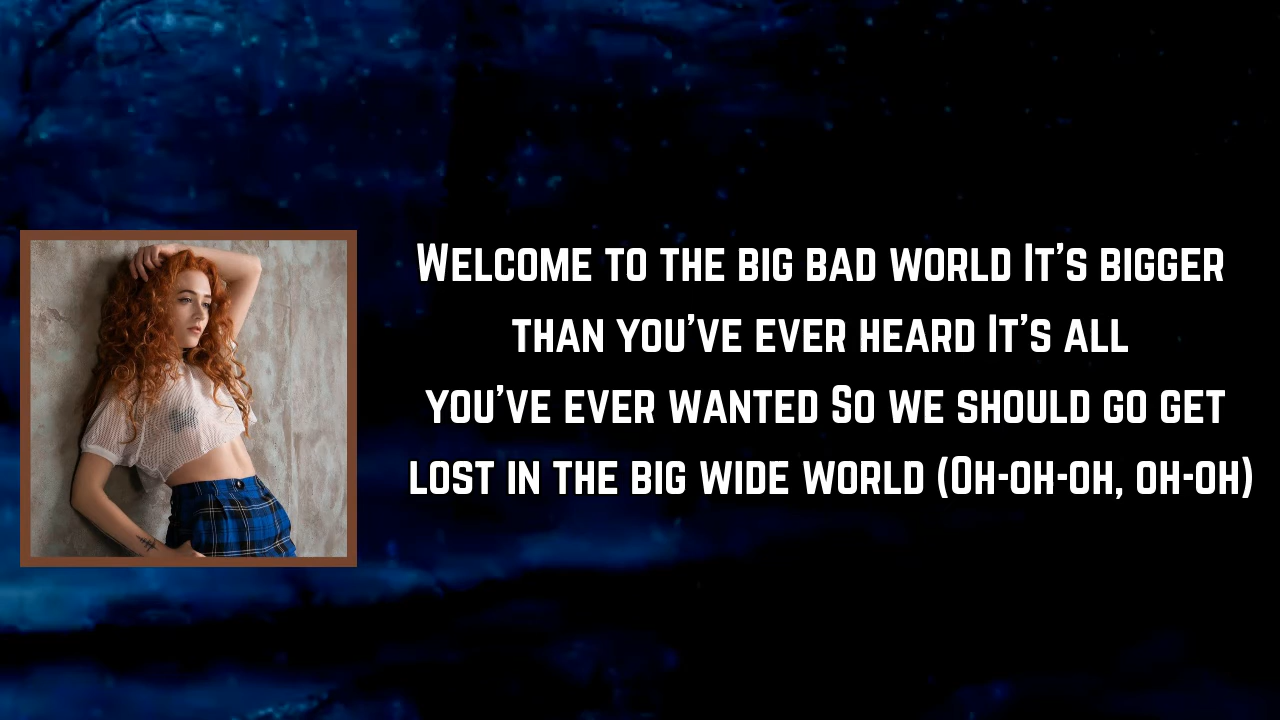 Welcome to the big bad world It's bigger
than you've ever heard It's all
you've ever wanted So we should go get
lost in the big wide world (Oh-oh-oh, oh-oh)